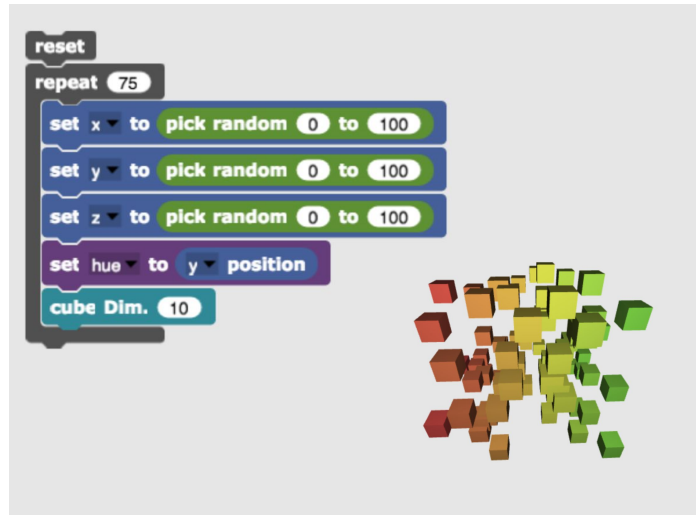 reset
repeat 75
set x to pick random 0 to 100
set y to pick random 0 to 100
set z to pick random 0 to 100
set hue to y position
cube Dim. 10